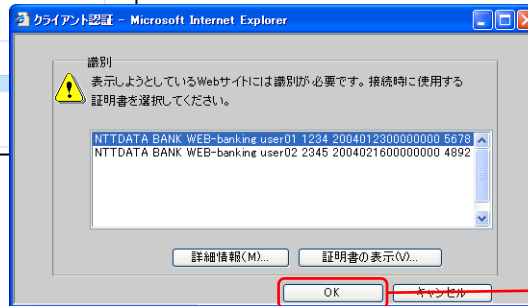 クライアント認証 - Microsoft Internet Explorer
識別
表示しようとしているWebサイトには識別が必要です。接続時に使用する
証明書を選択してください。
NTTDATA BANK WEB-banking user01 1234 2004012300000000 5678
NTTDATA BANK WEB-banking user02 2345 2004021600000000 4892
詳細情報(M)... 証明書の表示(V)...
OK キャンセル